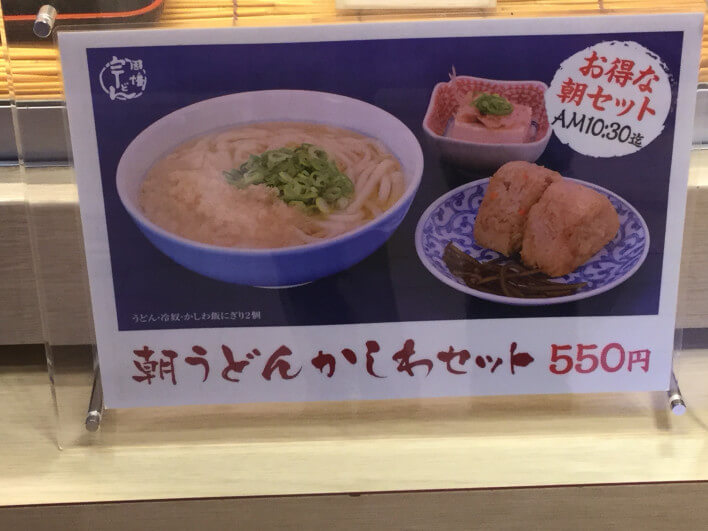 お得な
朝セット
AM10:30迄
うどん・冷奴・かしわ飯にぎり2個
朝うどんかしわセット 550円